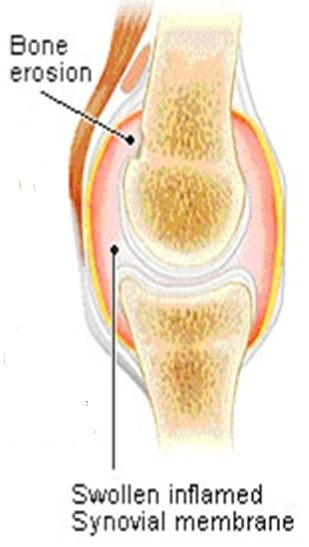 Bone
erosion
Swollen inflamed
Synovial membrane